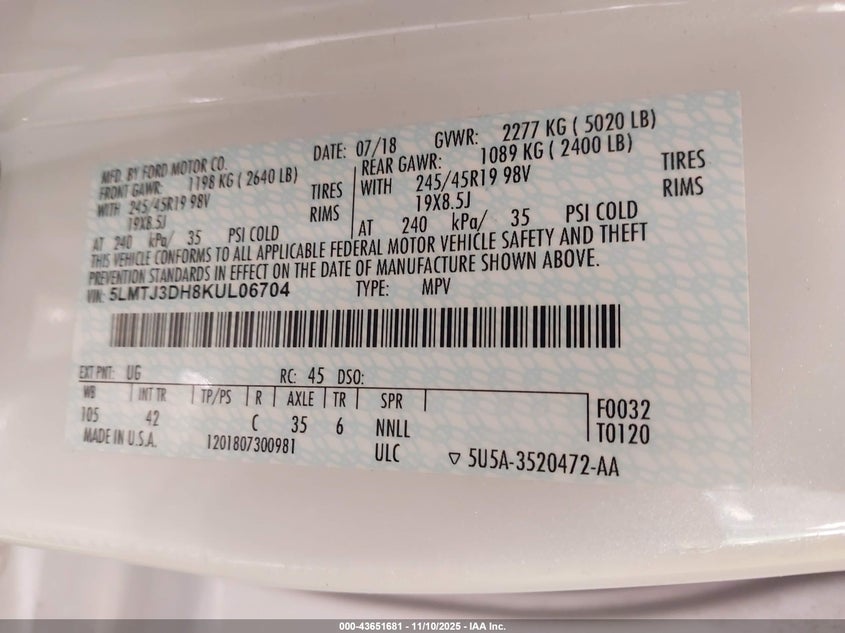 MFD. BY FORD MOTOR CO.
DATE: 07/18
GVWR: 2277 KG ( 5020 LB)
FRONT GAWR: 1198 KG ( 2640 LB)
WITH 245/45R19 98V TIRES
19X8.5J RIMS
AT 240 kPa/ 35 PSI COLD
REAR GAWR: 1089 KG ( 2400 LB)
WITH 245/45R19 98V TIRES
19X8.5J RIMS
AT 240 kPa/ 35 PSI COLD
THIS VEHICLE CONFORMS TO ALL APPLICABLE FEDERAL MOTOR VEHICLE SAFETY AND THEFT
PREVENTION STANDARDS IN EFFECT ON THE DATE OF MANUFACTURE SHOWN ABOVE.
VIN: 5LMTJ3DH8KUL06704 TYPE: MPV
EXT PNT: UG RC: 45 DSO:
WB INT TR TP/PS R AXLE TR SPR
105 42 C 35 6 NNLL
F0032
T0120
MADE IN U.S.A. 1201807300981 ULC ▽ 5U5A-3520472-AA
000-43651681 - 11/10/2025 - IAA Inc.